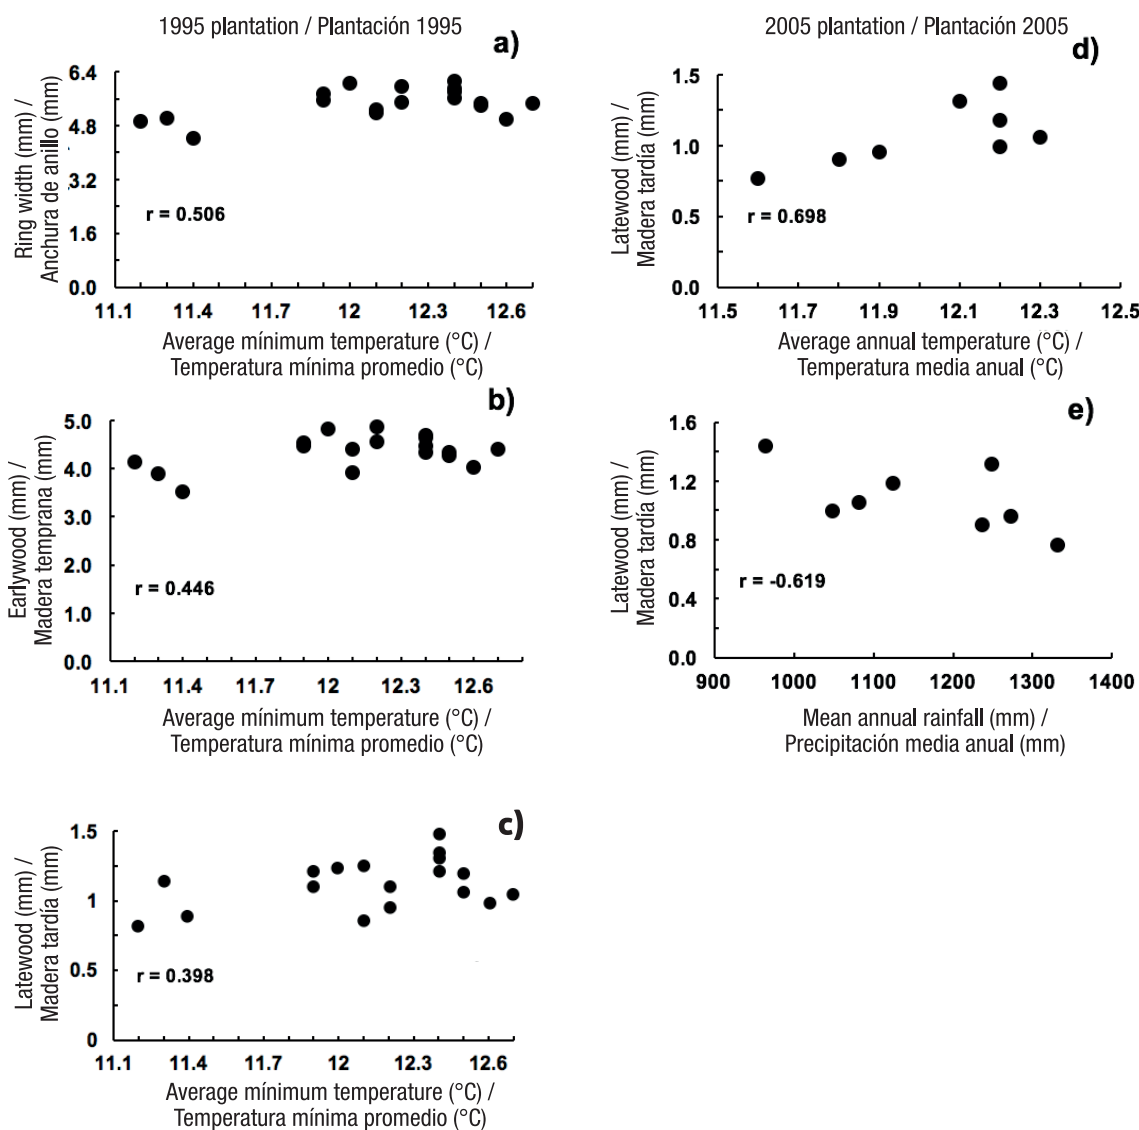 1995 plantation / Plantación 1995
a)
6.4
4.8
3.2
1.6
0.0
Ring width (mm) /
Anchura de anillo (mm)
r = 0.506
11.1 11.4 11.7 12 12.3 12.6
Average mínimum temperature (°C) /
Temperatura mínima promedio (°C)
b)
5.0
4.0
3.0
2.0
1.0
0.0
Earlywood (mm) /
Madera temprana (mm)
r = 0.446
11.1 11.4 11.7 12 12.3 12.6
Average mínimum temperature (°C) /
Temperatura mínima promedio (°C)
c)
1.5
1
0.5
0
Latewood (mm) /
Madera tardía (mm)
r = 0.398
11.1 11.4 11.7 12 12.3 12.6
Average mínimum temperature (°C) /
Temperatura mínima promedio (°C)
2005 plantation / Plantación 2005
d)
1.5
1.0
0.5
0.0
Latewood (mm) /
Madera tardía (mm)
r = 0.698
11.5 11.7 11.9 12.1 12.3 12.5
Average annual temperature (°C) /
Temperatura media anual (°C)
e)
1.6
1.2
0.8
0.4
0.0
Latewood (mm) /
Madera tardía (mm)
r = -0.619
900 1000 1100 1200 1300 1400
Mean annual rainfall (mm) /
Precipitación media anual (mm)